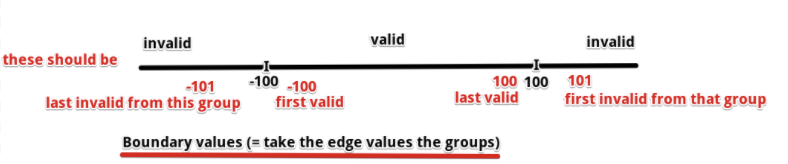 invalid valid invalid
these should be
-101 -100 -100 100 100 101
last invalid from this group first valid last valid first invalid from that group
Boundary values (= take the edge values the groups)